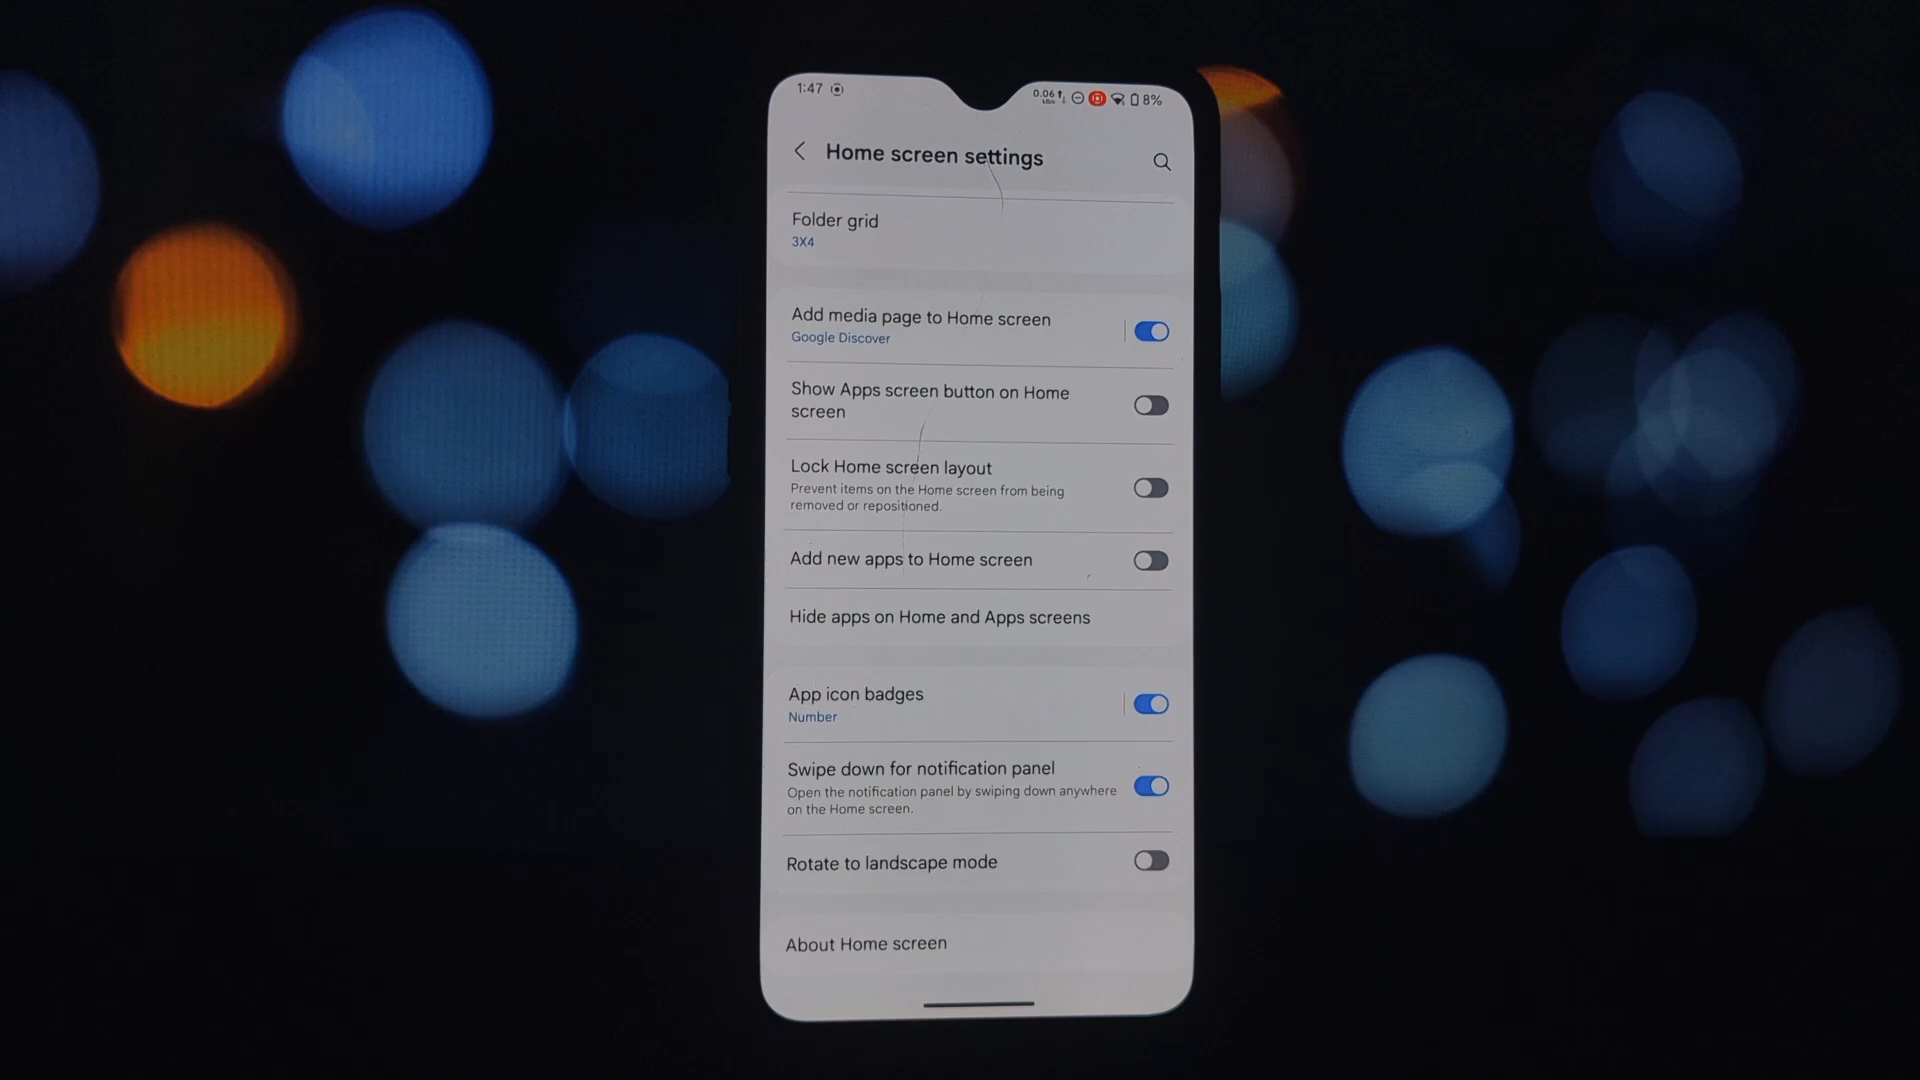 1:47
0.06
8%
Home screen settings
Folder grid
3X4
Add media page to Home screen
Google Discover
Show Apps screen button on Home
screen
Lock Home screen layout
Prevent items on the Home screen from being
removed or repositioned.
Add new apps to Home screen
Hide apps on Home and Apps screens
App icon badges
Number
Swipe down for notification panel
Open the notification panel by swiping down anywhere
on the Home screen.
Rotate to landscape mode
About Home screen